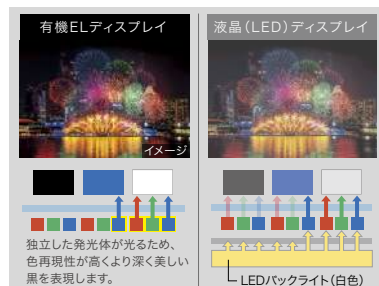 有機ELディスプレイ
イメージ
独立した発光体が光るため、
色再現性が高くより深く美しい
黒を表現します。
液晶(LED)ディスプレイ
LEDバックライト(白色)